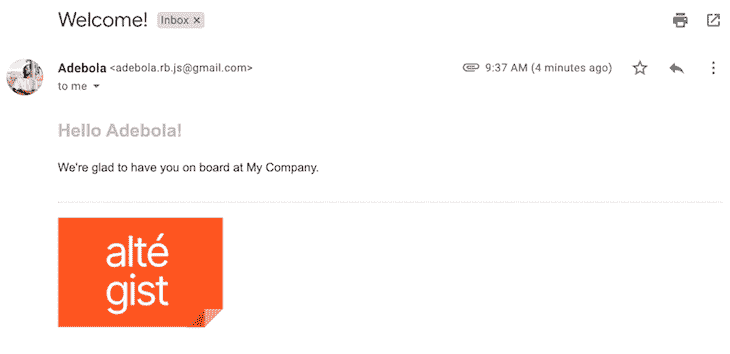 Welcome! Inbox ×
Adebola <adebola.rb.js@gmail.com> 9:37 AM (4 minutes ago)
to me
Hello Adebola!
We're glad to have you on board at My Company.
alté
gist